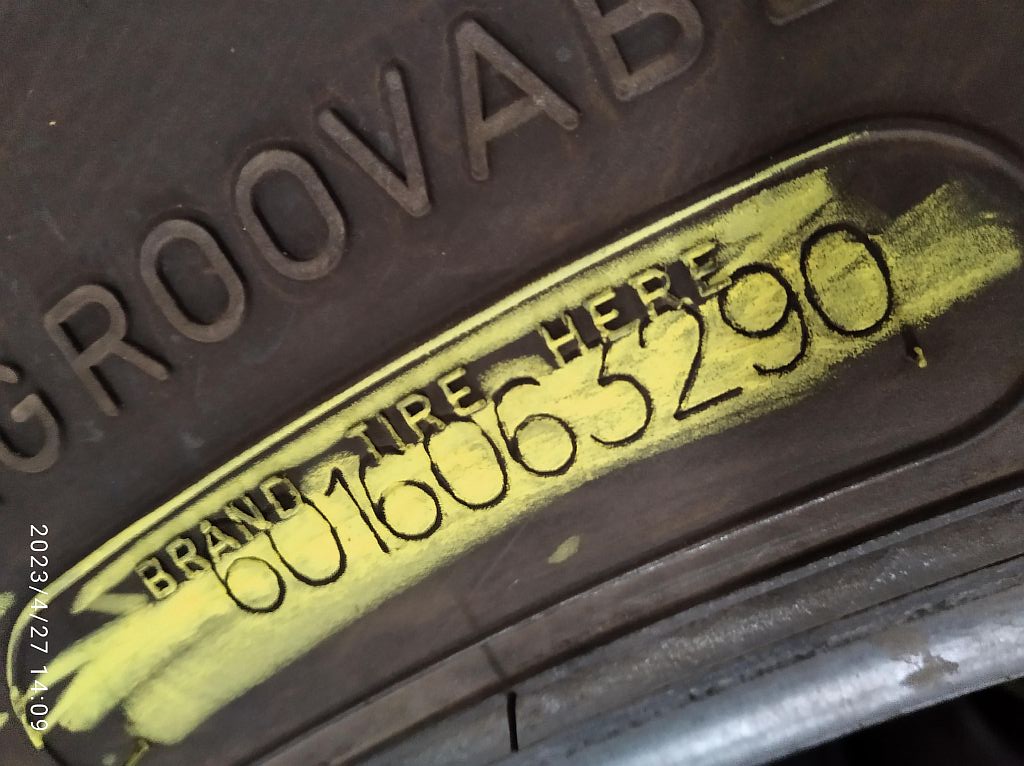 GROOVAB
BRAND TIRE HERE
6016063290
2023/4/27 14:09